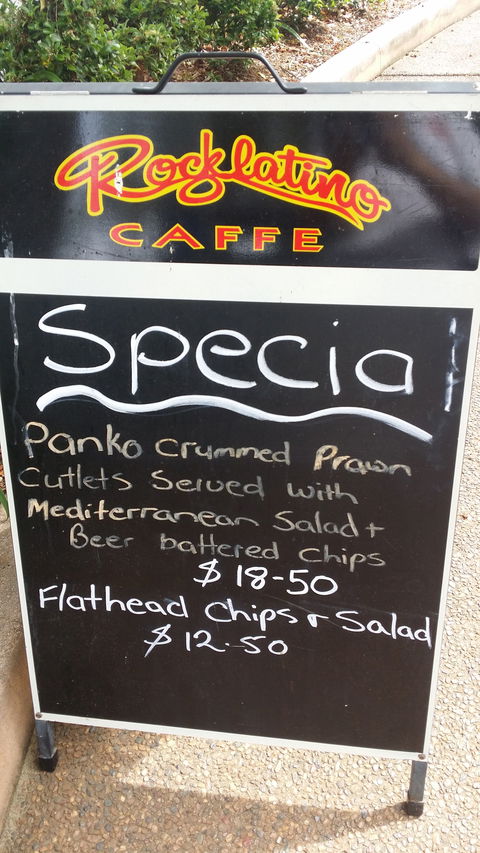 Rocklatino
CAFFE
Special
Panko Crummed Prawn
Cutlets Served with
Mediterranean Salad +
Beer battered Chips
$ 18-50
Flathead Chips + Salad
$ 12.50